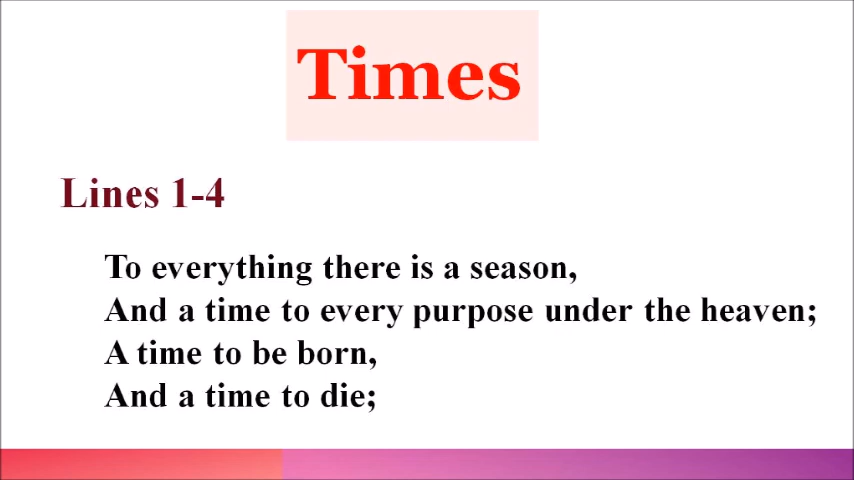 Times
Lines 1-4
To everything there is a season,
And a time to every purpose under the heaven;
A time to be born,
And a time to die;